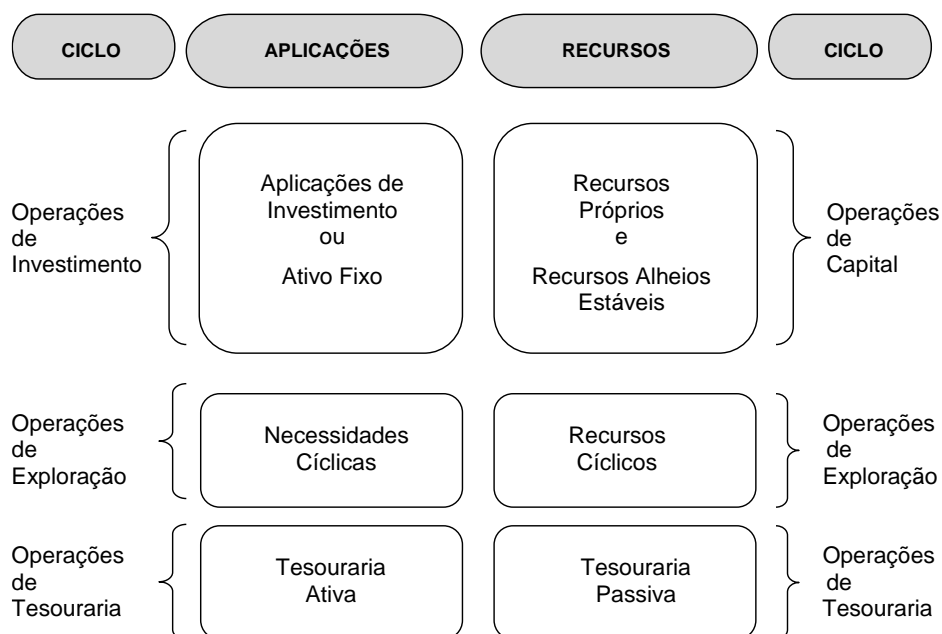 CICLO
APLICAÇÕES
RECURSOS
CICLO
Operações
de
Investimento
Aplicações de
Investimento
ou
Ativo Fixo
Recursos
Próprios
e
Recursos Alheios
Estáveis
Operações
de
Capital
Operações
de
Exploração
Necessidades
Cíclicas
Recursos
Cíclicos
Operações
de
Exploração
Operações
de
Tesouraria
Tesouraria
Ativa
Tesouraria
Passiva
Operações
de
Tesouraria